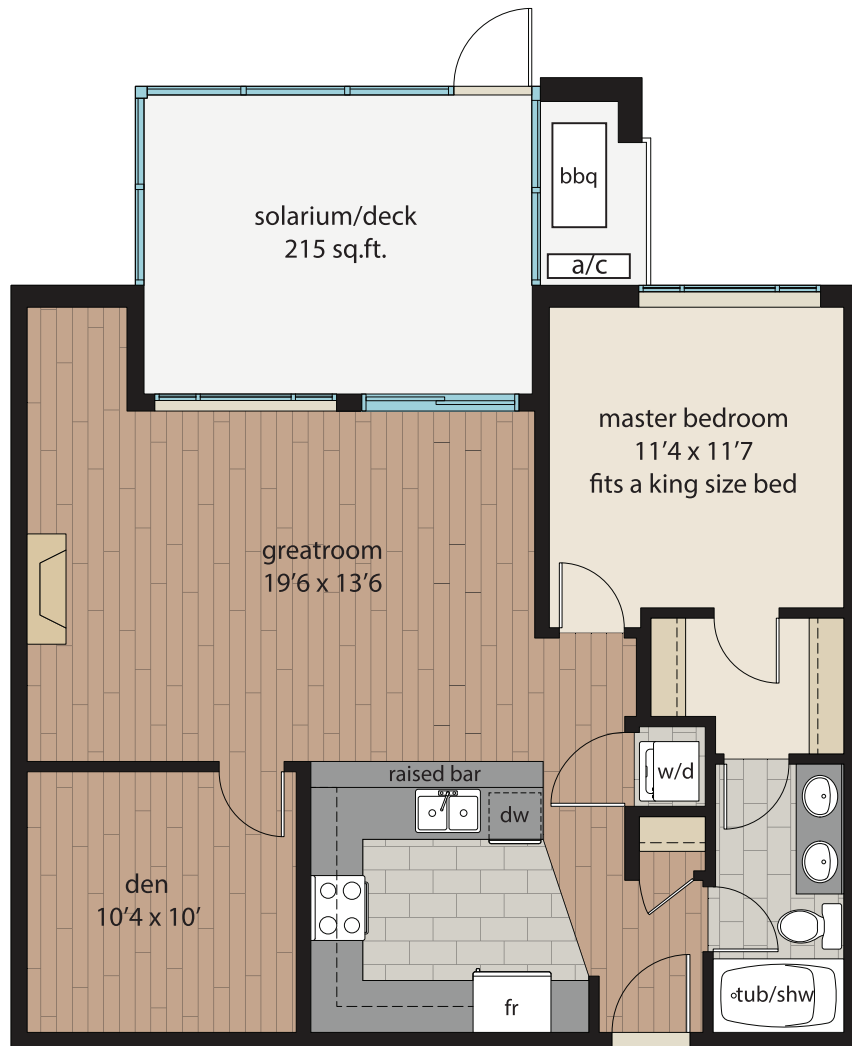 bbq
solarium/deck
215 sq.ft.
a/c
master bedroom
11’4 x 11’7
fits a king size bed
greatroom
19’6 x 13’6
raised bar
w/d
dw
den
10’4 x 10’
fr
tub/shw